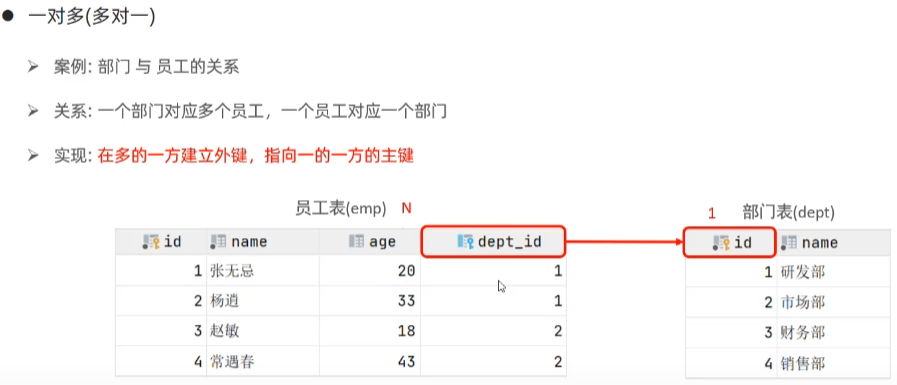 ● 一对多(多对一)
➢ 案例: 部门 与 员工的关系
➢ 关系: 一个部门对应多个员工，一个员工对应一个部门
➢ 实现: 在多的一方建立外键，指向一的一方的主键
员工表(emp) N
1 部门表(dept)
id name age dept_id
id name
1 张无忌 20 1
1 研发部
2 杨逍 33 1
2 市场部
3 赵敏 18 2
3 财务部
4 常遇春 43 2
4 销售部